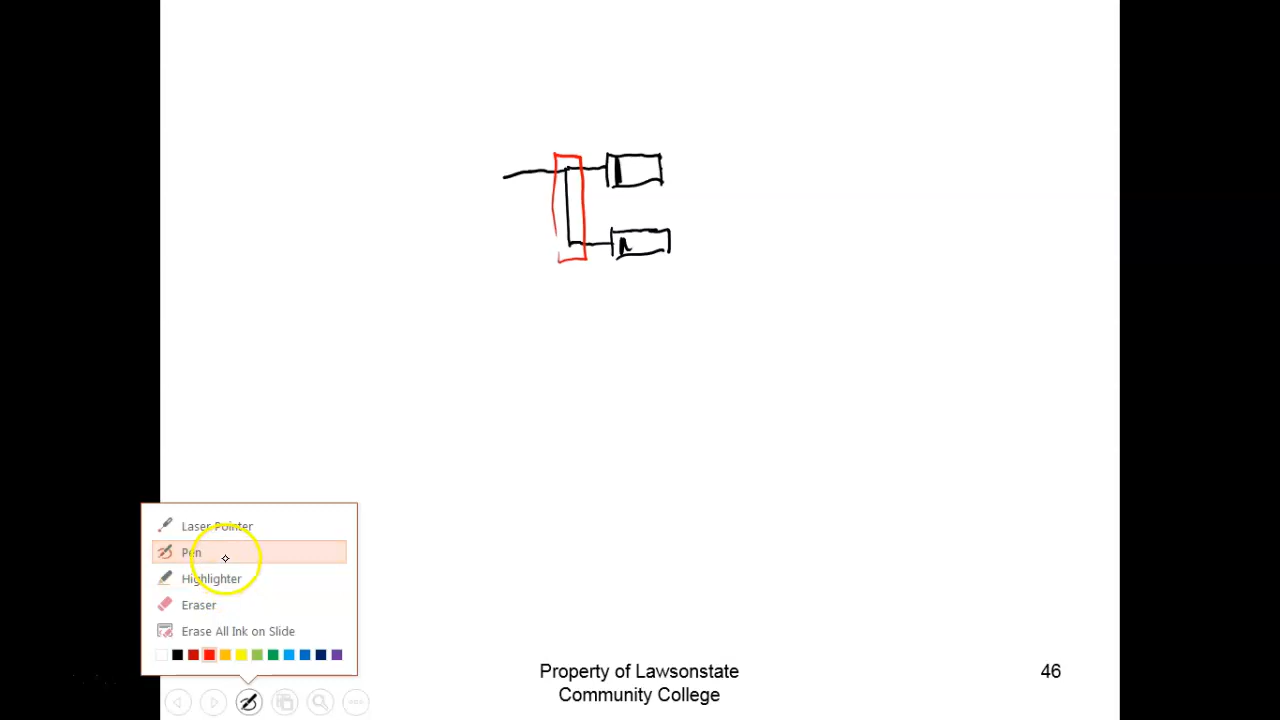 Laser Pointer
Pen
Highlighter
Eraser
Erase All Ink on Slide
Property of Lawsonstate
Community College
46